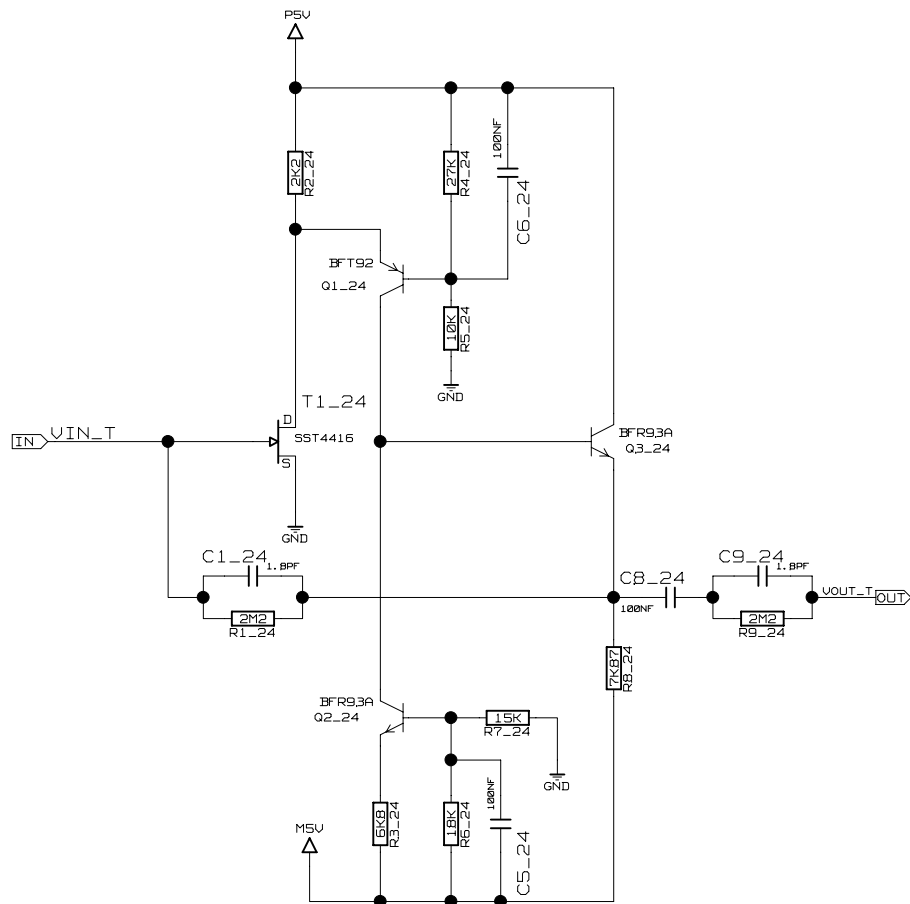 P5V
2K2
R2_24
27K
R4_24
100NF
C6_24
BFT92
Q1_24
10K
R5_24
GND
T1_24
D
SST4416
S
IN
VIN_T
BFR93A
Q3_24
GND
C1_24
1.8PF
2M2
R1_24
C8_24
100NF
C9_24
1.8PF
2M2
R9_24
VOUT_T
OUT
7K87
R8_24
BFR93A
Q2_24
15K
R7_24
GND
6K8
R3_24
18K
R6_24
100NF
C5_24
M5V